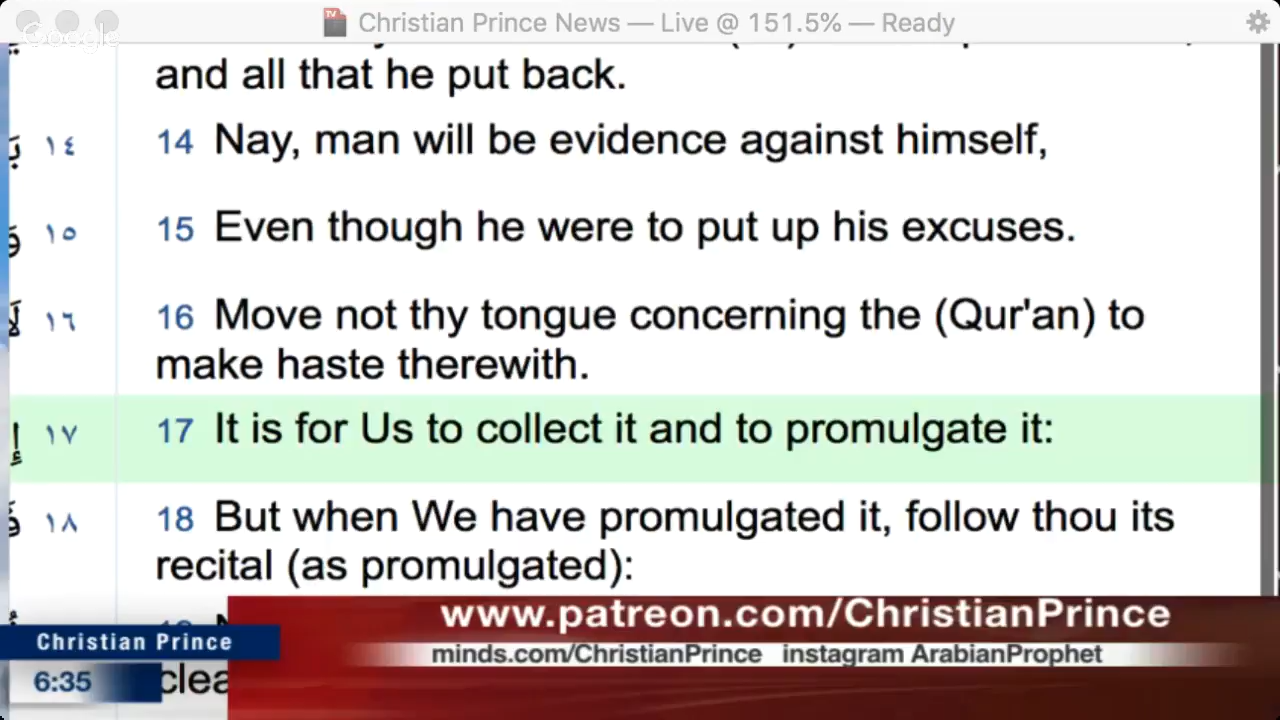 Christian Prince News — Live @ 151.5% — Ready
Google
and all that he put back.
١٤ 14 Nay, man will be evidence against himself,
١٥ 15 Even though he were to put up his excuses.
١٦ 16 Move not thy tongue concerning the (Qur'an) to
make haste therewith.
١٧ 17 It is for Us to collect it and to promulgate it:
١٨ 18 But when We have promulgated it, follow thou its
recital (as promulgated):
www.patreon.com/ChristianPrince
Christian Prince
minds.com/ChristianPrince instagram ArabianProphet
6:35 clea